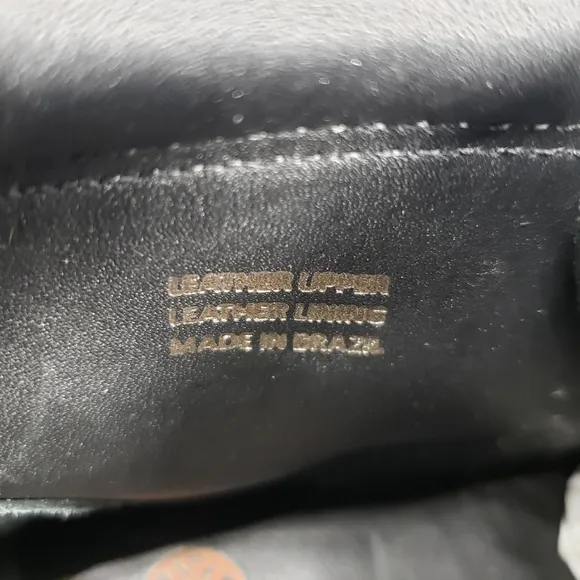 LEATHER UPPER
LEATHER LINING
MADE IN BRAZIL